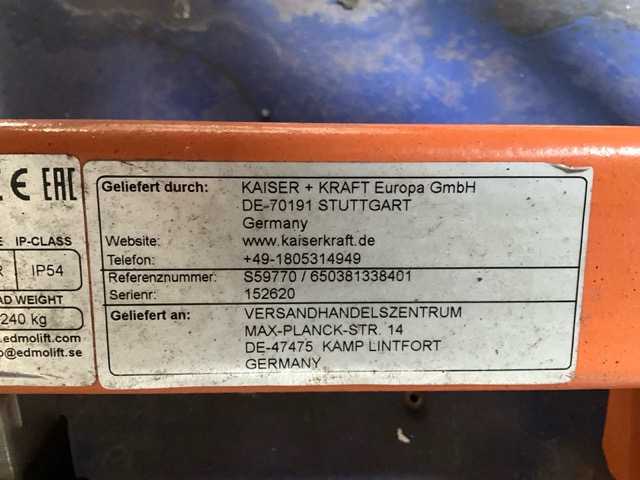 EAC
IP-CLASS
IP54
WEIGHT
240 kg
edmolift.com
@edmolift.se
Geliefert durch: KAISER + KRAFT Europa GmbH
DE-70191 STUTTGART
Germany
Website: www.kaiserkraft.de
Telefon: +49-1805314949
Referenznummer: S59770 / 650381338401
Serienr: 152620
Geliefert an: VERSANDHANDELSZENTRUM
MAX-PLANCK-STR. 14
DE-47475 KAMP LINTFORT
GERMANY